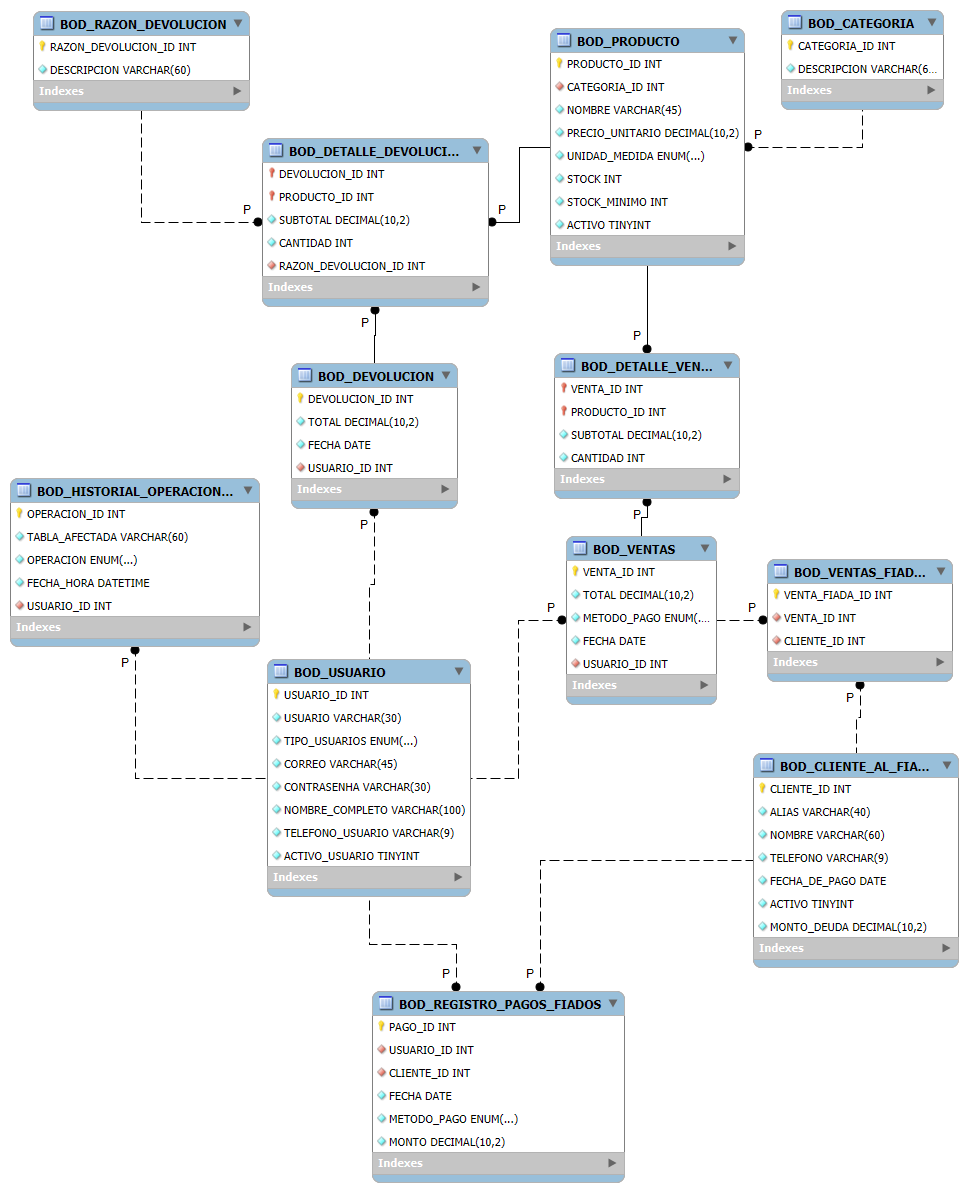 BOD_RAZON_DEVOLUCION
RAZON_DEVOLUCION_ID INT
DESCRIPCION VARCHAR(60)
Indexes
BOD_CATEGORIA
CATEGORIA_ID INT
DESCRIPCION VARCHAR(6...
Indexes
P
BOD_PRODUCTO
PRODUCTO_ID INT
CATEGORIA_ID INT
NOMBRE VARCHAR(45)
PRECIO_UNITARIO DECIMAL(10,2)
UNIDAD_MEDIDA ENUM(...)
STOCK INT
STOCK_MINIMO INT
ACTIVO TINYINT
Indexes
P
P
BOD_DETALLE_DEVOLUCI...
DEVOLUCION_ID INT
PRODUCTO_ID INT
SUBTOTAL DECIMAL(10,2)
CANTIDAD INT
RAZON_DEVOLUCION_ID INT
Indexes
P
P
BOD_DETALLE_VEN...
VENTA_ID INT
PRODUCTO_ID INT
SUBTOTAL DECIMAL(10,2)
CANTIDAD INT
Indexes
P
BOD_DEVOLUCION
DEVOLUCION_ID INT
TOTAL DECIMAL(10,2)
FECHA DATE
USUARIO_ID INT
Indexes
P
BOD_HISTORIAL_OPERACION...
OPERACION_ID INT
TABLA_AFECTADA VARCHAR(60)
OPERACION ENUM(...)
FECHA_HORA DATETIME
USUARIO_ID INT
Indexes
P
BOD_VENTAS
VENTA_ID INT
TOTAL DECIMAL(10,2)
METODO_PAGO ENUM(....
FECHA DATE
USUARIO_ID INT
Indexes
P
P
BOD_VENTAS_FIAD...
VENTA_FIADA_ID INT
VENTA_ID INT
CLIENTE_ID INT
Indexes
P
BOD_USUARIO
USUARIO_ID INT
USUARIO VARCHAR(30)
TIPO_USUARIOS ENUM(...)
CORREO VARCHAR(45)
CONTRASENHA VARCHAR(30)
NOMBRE_COMPLETO VARCHAR(100)
TELEFONO_USUARIO VARCHAR(9)
ACTIVO_USUARIO TINYINT
Indexes
BOD_CLIENTE_AL_FIA...
CLIENTE_ID INT
ALIAS VARCHAR(40)
NOMBRE VARCHAR(60)
TELEFONO VARCHAR(9)
FECHA_DE_PAGO DATE
ACTIVO TINYINT
MONTO_DEUDA DECIMAL(10,2)
Indexes
P
P
BOD_REGISTRO_PAGOS_FIADOS
PAGO_ID INT
USUARIO_ID INT
CLIENTE_ID INT
FECHA DATE
METODO_PAGO ENUM(...)
MONTO DECIMAL(10,2)
Indexes